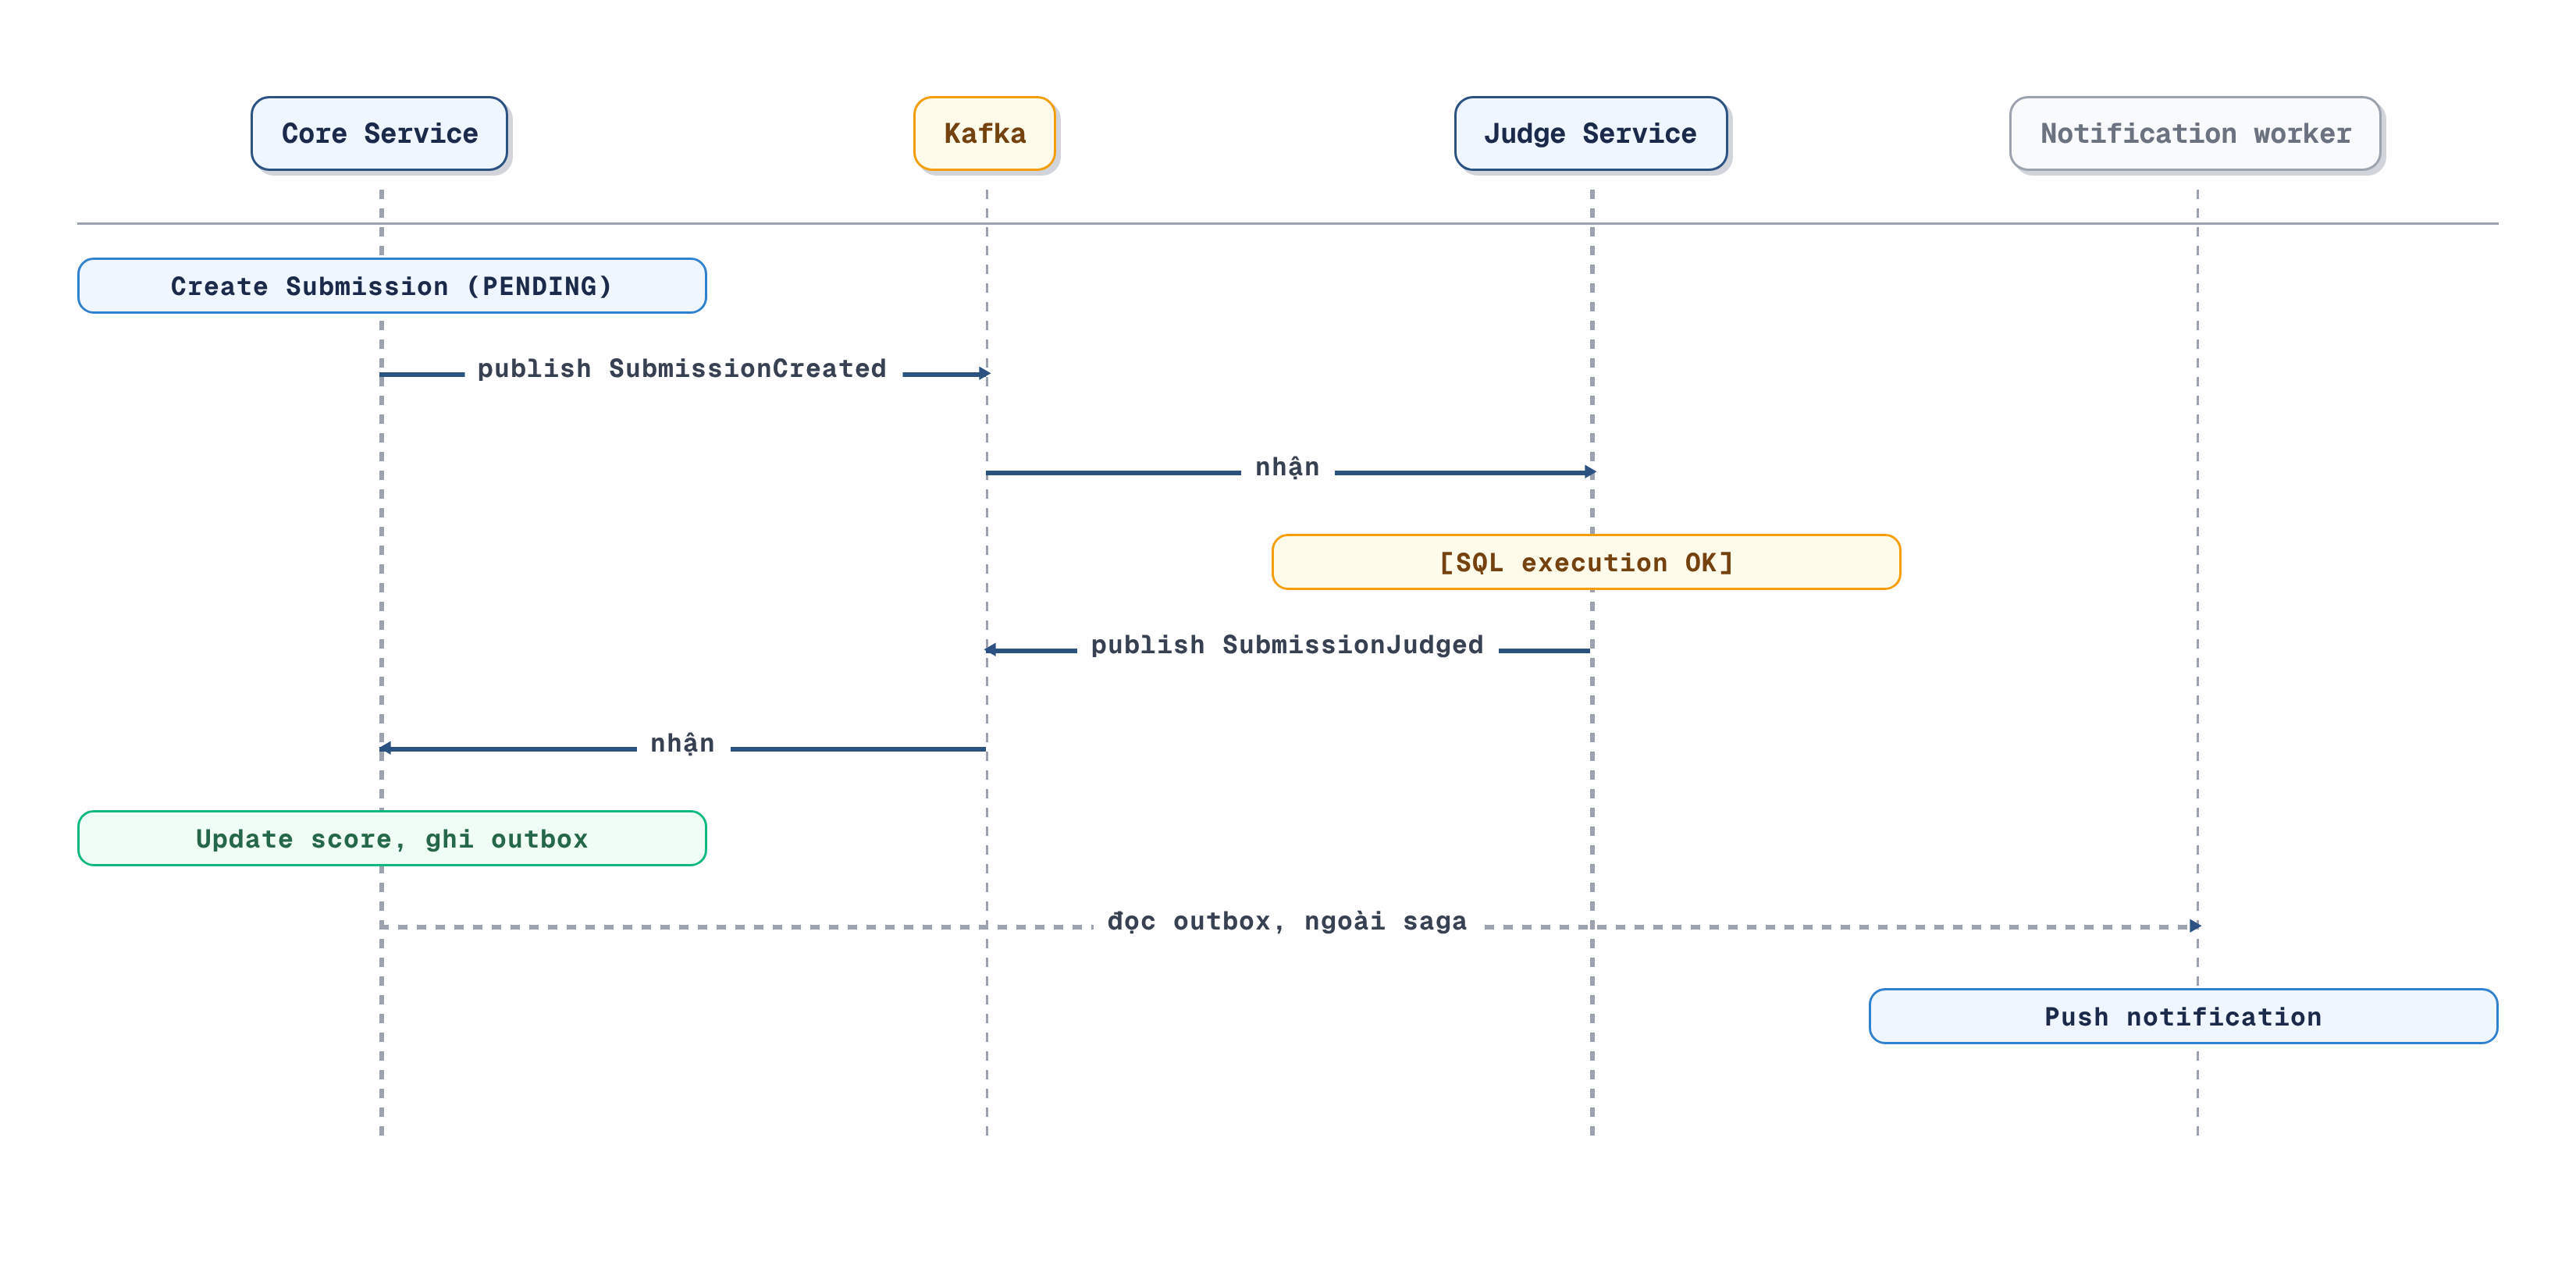 Core Service
Kafka
Judge Service
Notification worker
Create Submission (PENDING)
publish SubmissionCreated
nhận
[SQL execution OK]
publish SubmissionJudged
nhận
Update score, ghi outbox
đọc outbox, ngoài saga
Push notification